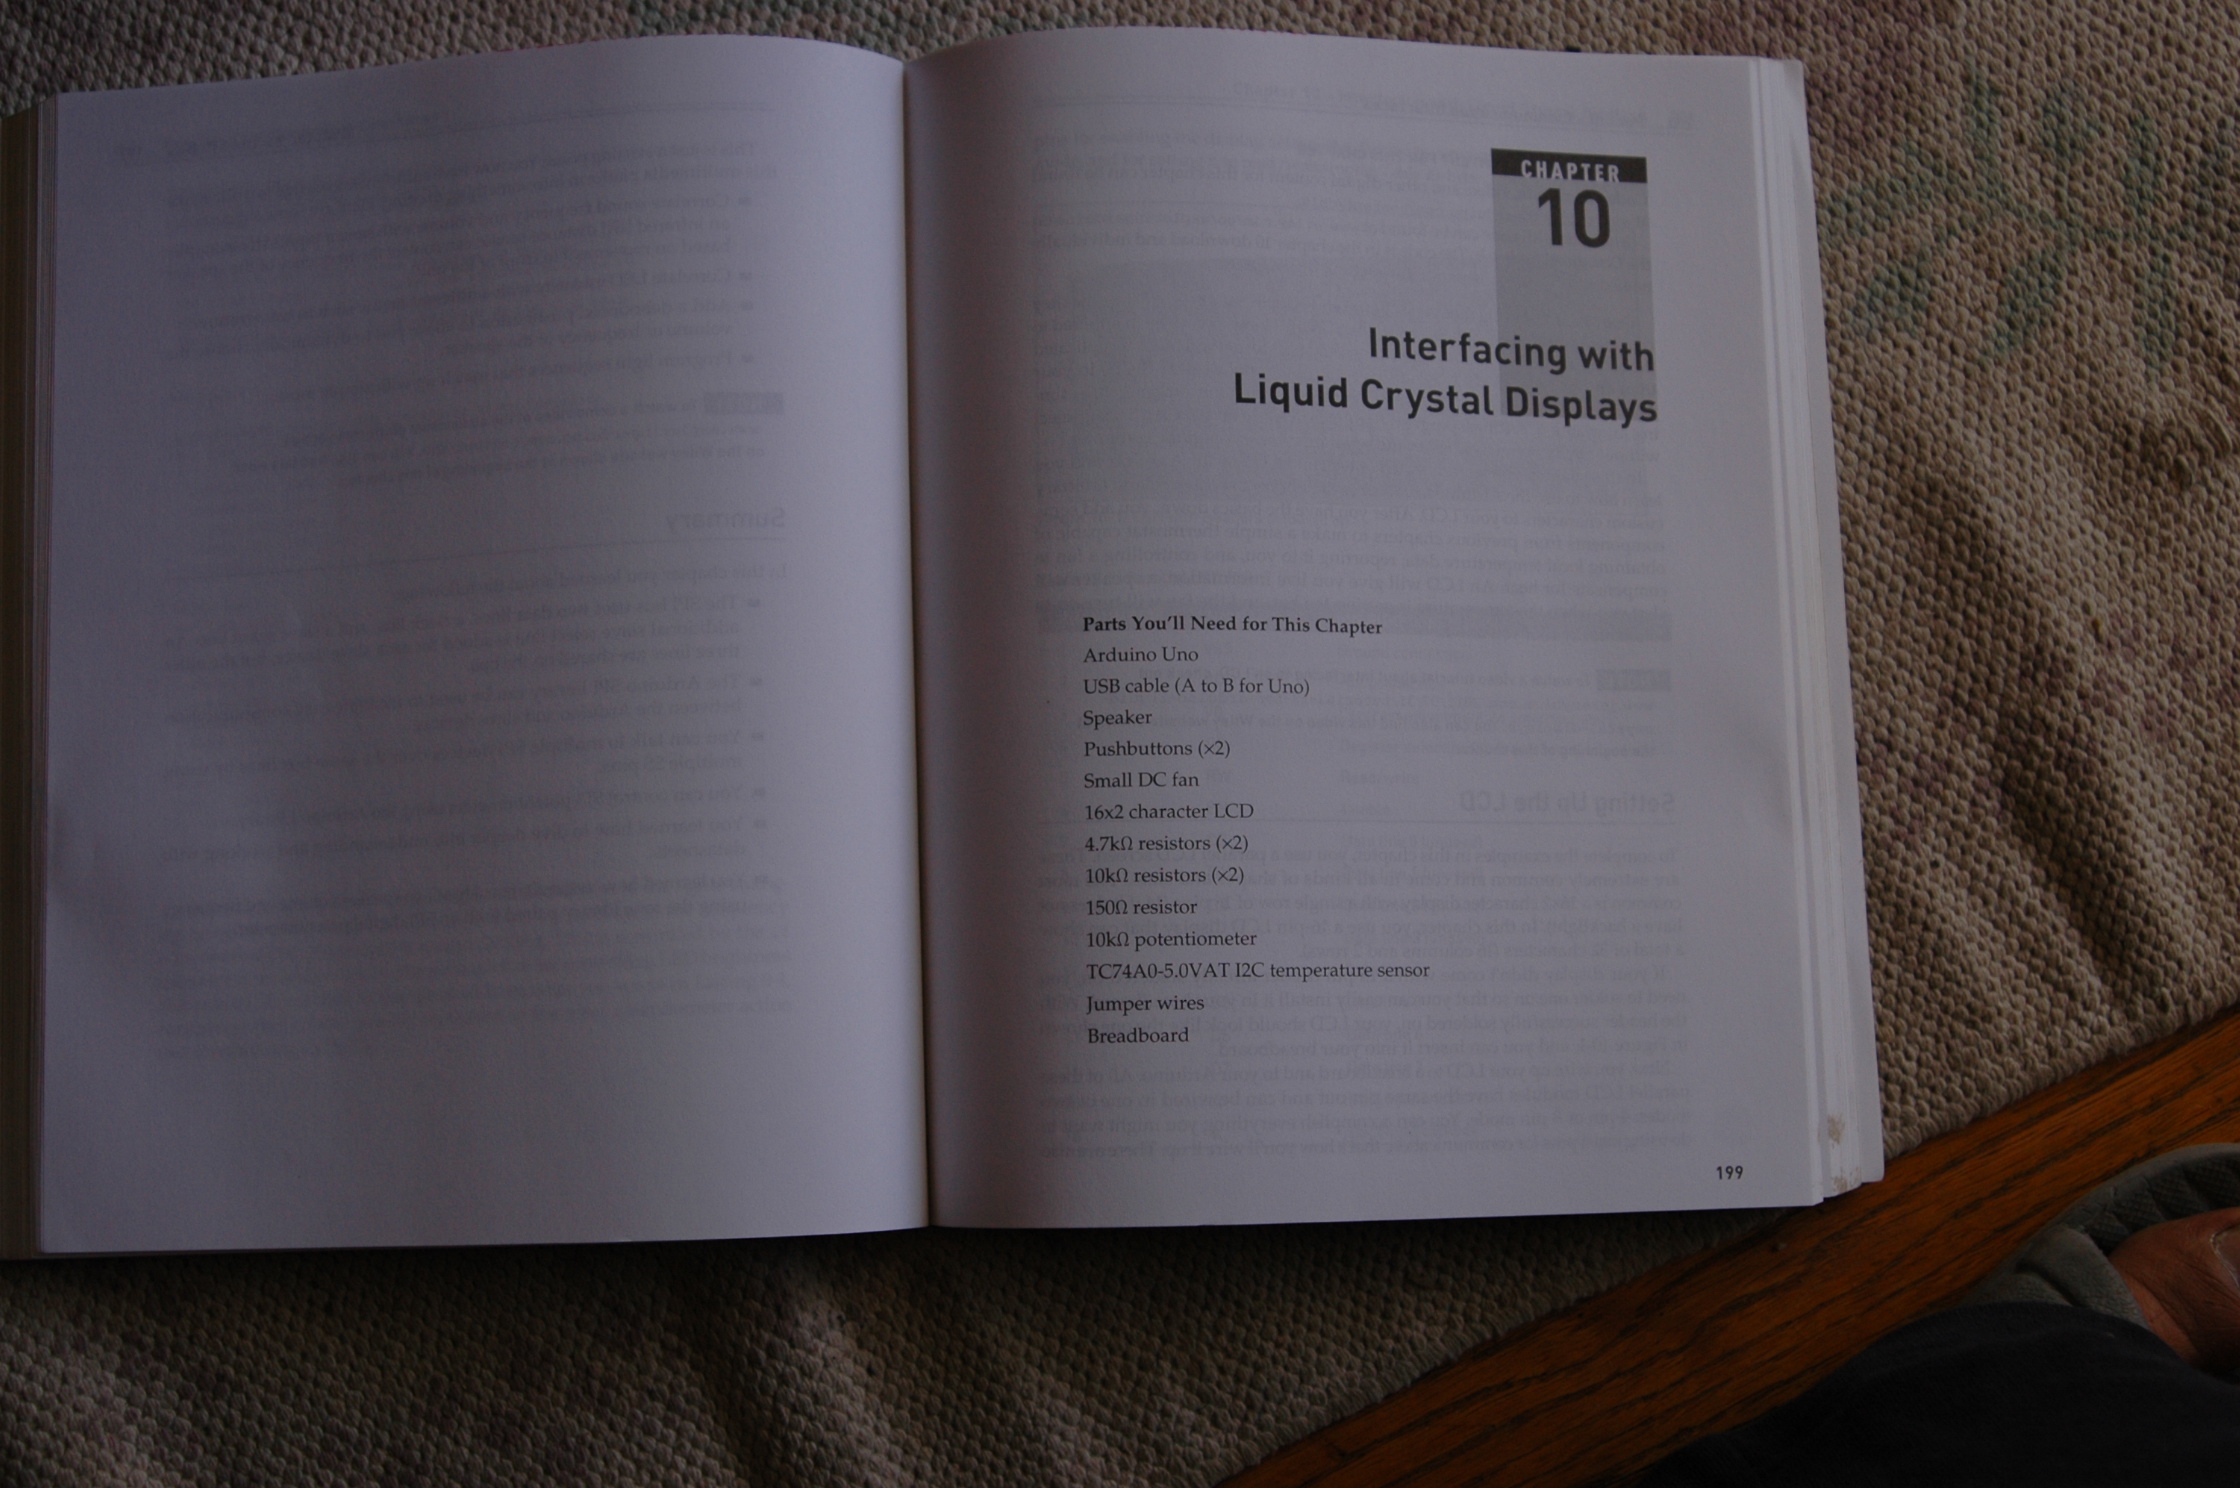 CHAPTER
10
Interfacing with
Liquid Crystal Displays
Parts You'll Need for This Chapter
Arduino Uno
USB cable (A to B for Uno)
Speaker
Pushbuttons (×2)
Small DC fan
16x2 character LCD
4.7kΩ resistors (×2)
10kΩ resistors (×2)
150Ω resistor
10kΩ potentiometer
TC74A0-5.0VAT I2C temperature sensor
Jumper wires
Breadboard
199